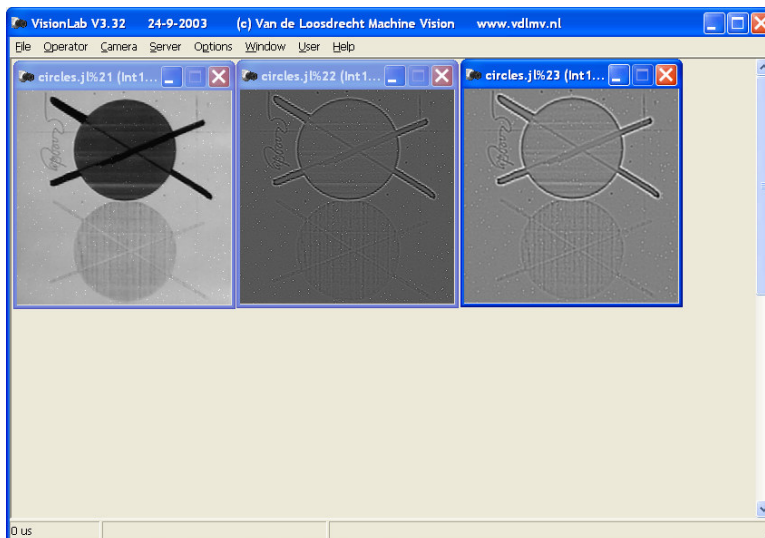 VisionLab V3.32 24-9-2003 (c) Van de Loosdrecht Machine Vision www.vdlmv.nl
File Operator Camera Server Options Window User Help
circles.jl%21 (Int1... circles.jl%22 (Int1... circles.jl%23 (Int1...
0 us